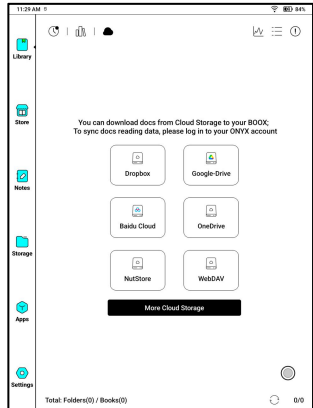 11:29 AM
84%
Library
Store
You can download docs from Cloud Storage to your BOOX;
To sync docs reading data, please log in to your ONYX account
Dropbox
Google-Drive
Notes
Baidu Cloud
OneDrive
Storage
NutStore
WebDAV
More Cloud Storage
Apps
Settings
Total: Folders(0) / Books(0)
0/0